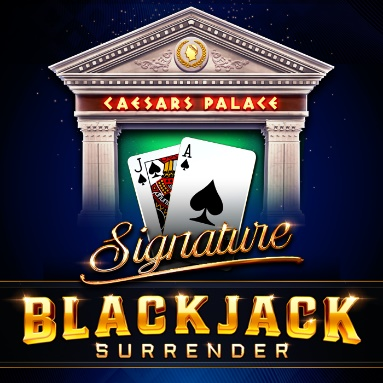 CAESARS PALACE
J A
Signature
BLACKJACK
SURRENDER